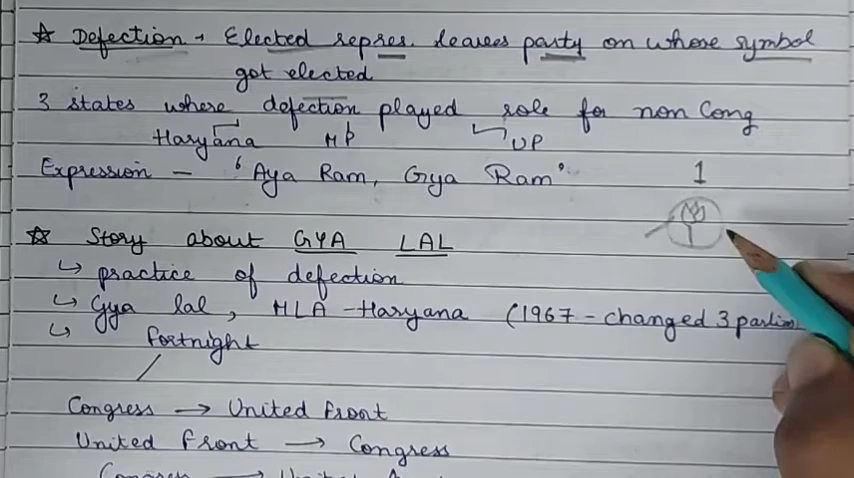 ☆ Defection → Elected repres. leaves party on whose symbol
got elected
3 states where defection played role for non Cong
Haryana MP UP
Expression – 'Aya Ram, Gya Ram'
1
☆ Story about GYA LAL
↳ practice of defection
↳ Gya lal, MLA - Haryana (1967 - changed 3
↳ fortnight
Congress → United Front
United Front → Congress
Congress → United